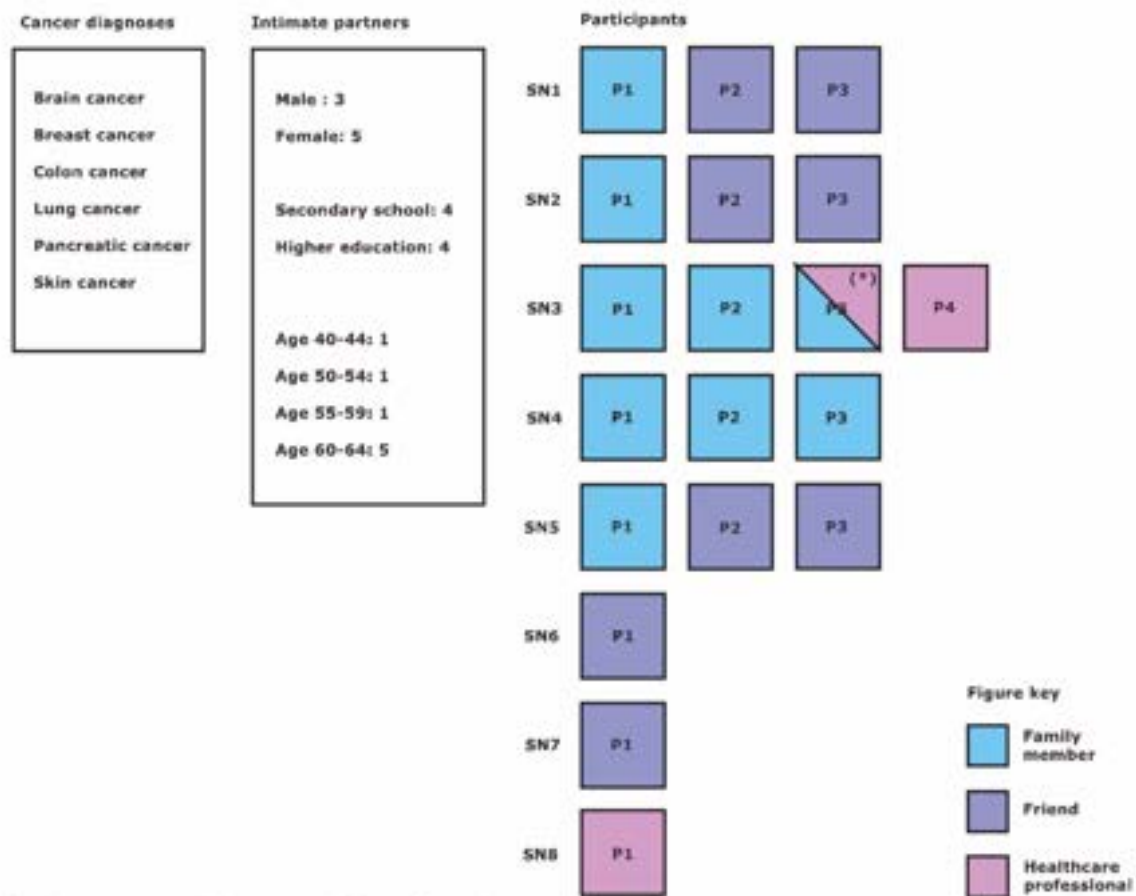 Cancer diagnoses
Brain cancer
Breast cancer
Colon cancer
Lung cancer
Pancreatic cancer
Skin cancer
Intimate partners
Male : 3
Female: 5
Secondary school: 4
Higher education: 4
Age 40-44: 1
Age 50-54: 1
Age 55-59: 1
Age 60-64: 5
Participants
SN1 P1 P2 P3
SN2 P1 P2 P3
SN3 P1 P2 P3 (*) P4
SN4 P1 P2 P3
SN5 P1 P2 P3
SN6 P1
SN7 P1
SN8 P1
Figure key
Family
member
Friend
Healthcare
professional